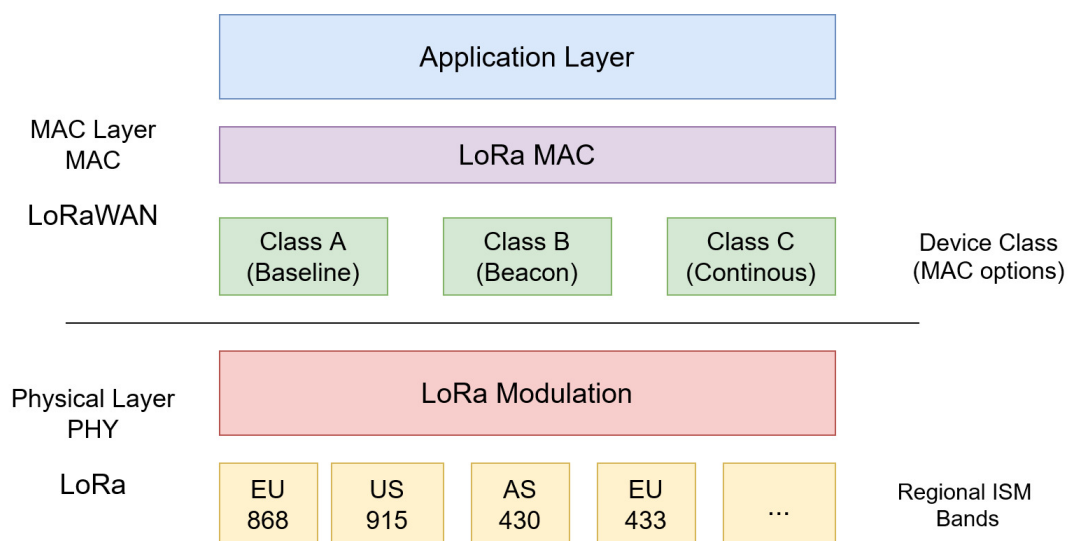 Application Layer
MAC Layer
MAC
LoRa MAC
LoRaWAN
Class A
(Baseline)
Class B
(Beacon)
Class C
(Continous)
Device Class
(MAC options)
LoRa Modulation
Physical Layer
PHY
LoRa
EU
868
US
915
AS
430
EU
433
...
Regional ISM
Bands